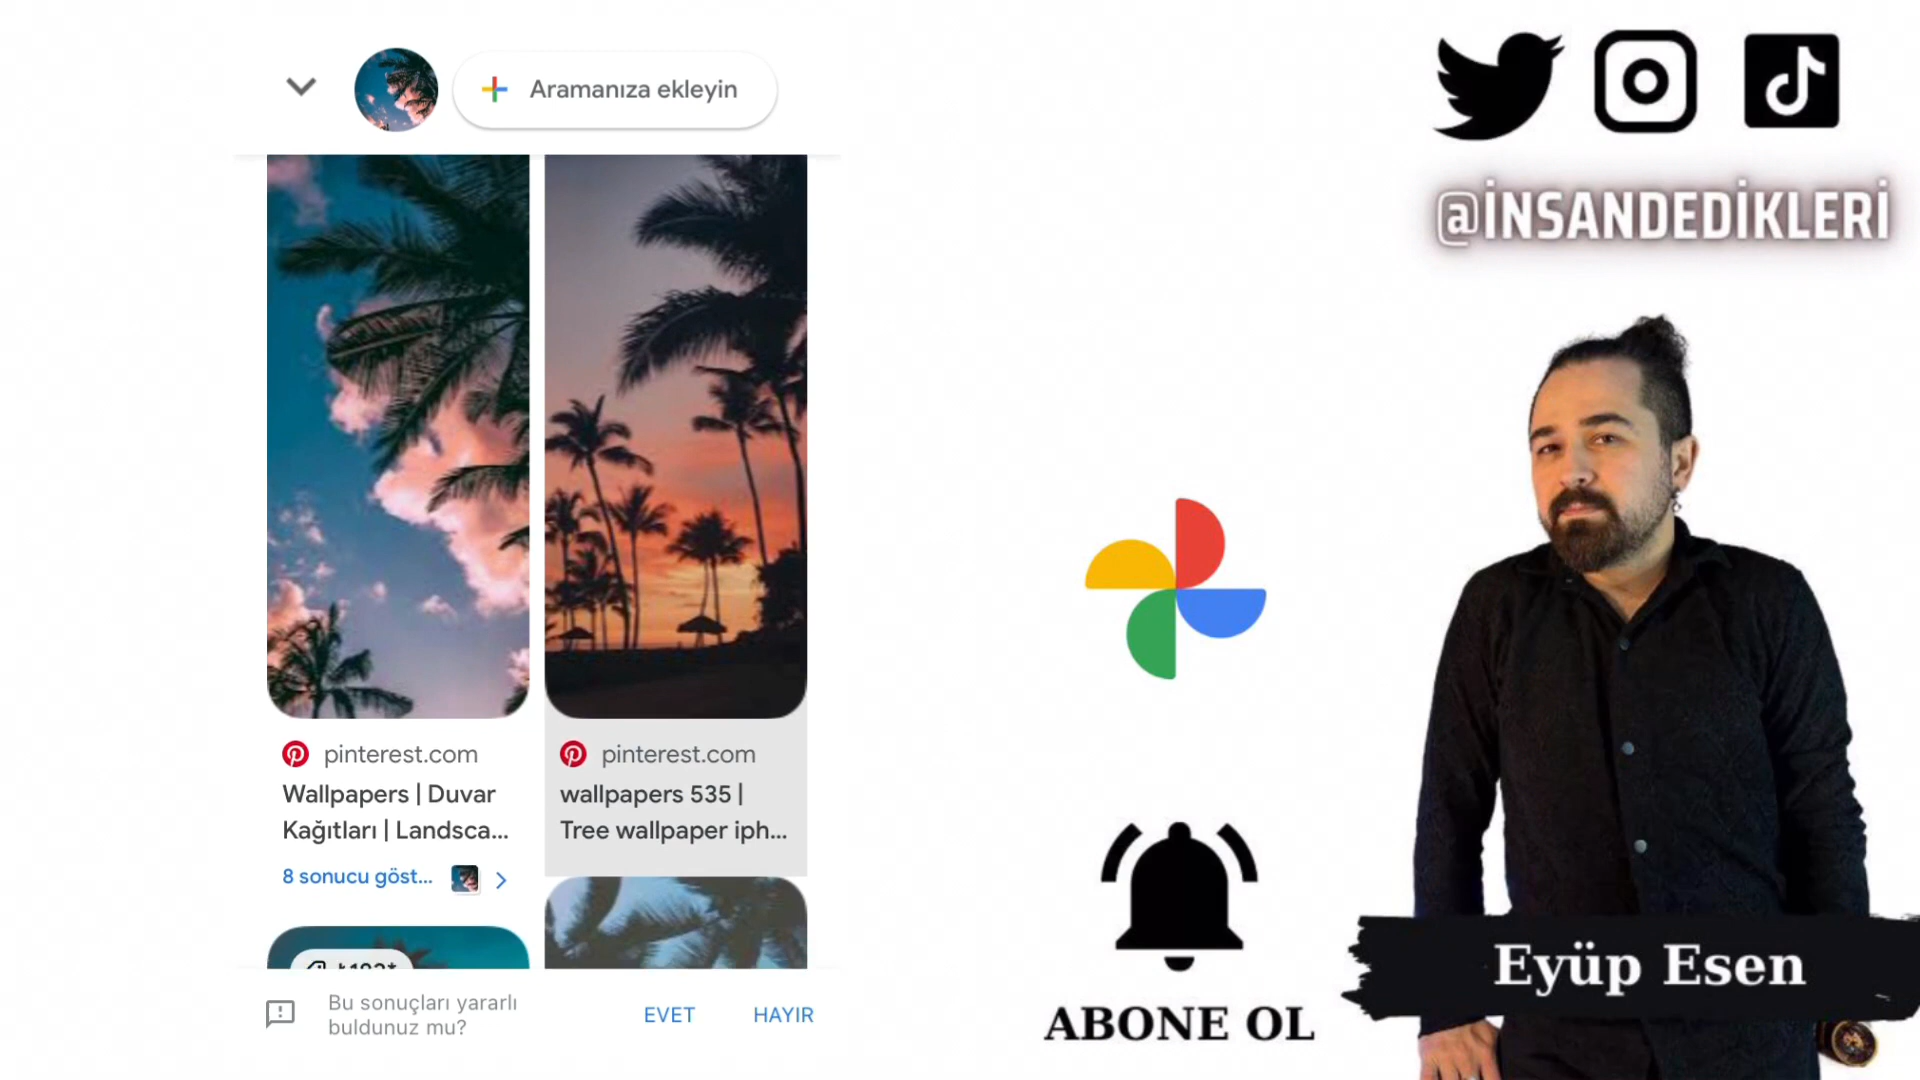 Aramanıza ekleyin
@İNSANDEDİKLERİ
pinterest.com
Wallpapers | Duvar
Kağıtları | Landsca...
8 sonucu göst...
pinterest.com
wallpapers 535 |
Tree wallpaper iph...
Bu sonuçları yararlı
buldunuz mu?
EVET
HAYIR
ABONE OL
Eyüp Esen